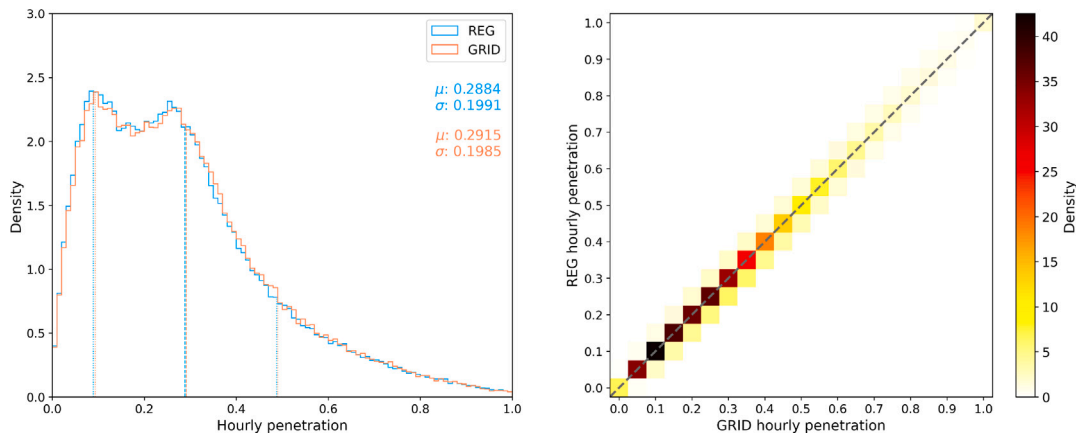 3.0
2.5
2.0
1.5
1.0
0.5
0.0
Density
REG
GRID
μ: 0.2884
σ: 0.1991
μ: 0.2915
σ: 0.1985
0.0 0.2 0.4 0.6 0.8 1.0
Hourly penetration
1.0
0.9
0.8
0.7
0.6
0.5
0.4
0.3
0.2
0.1
0.0
REG hourly penetration
0.0 0.1 0.2 0.3 0.4 0.5 0.6 0.7 0.8 0.9 1.0
GRID hourly penetration
40
35
30
25
20
15
10
5
0
Density